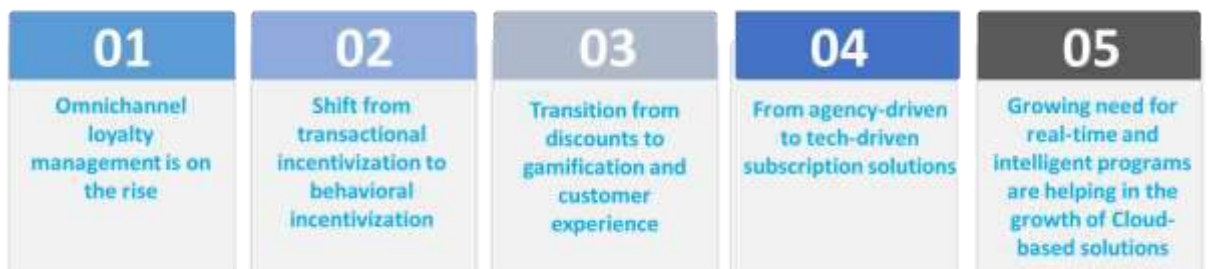 01
Omnichannel
loyalty
management is on
the rise
02
Shift from
transactional
incentivization to
behavioral
incentivization
03
Transition from
discounts to
gamification and
customer
experience
04
From agency-driven
to tech-driven
subscription solutions
05
Growing need for
real-time and
intelligent programs
are helping in the
growth of Cloud-
based solutions